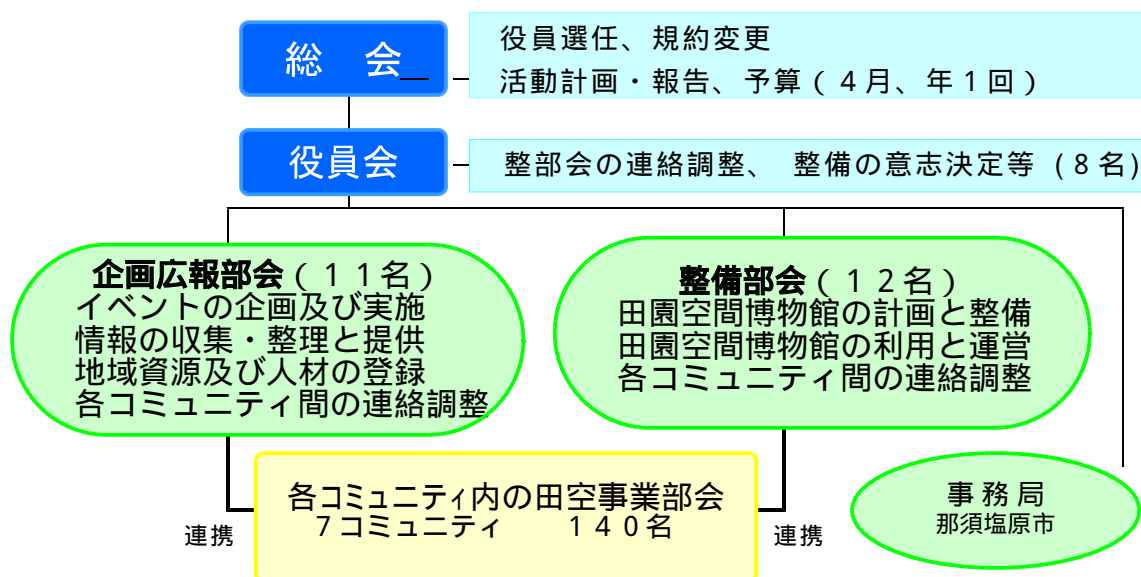 総　会
役員選任、規約変更
活動計画・報告、予算（４月、年１回）
役員会
整部会の連絡調整、 整備の意志決定等 (８名)
企画広報部会（１１名）
イベントの企画及び実施
情報の収集・整理と提供
地域資源及び人材の登録
各コミュニティ間の連絡調整
整備部会（１２名）
田園空間博物館の計画と整備
田園空間博物館の利用と運営
各コミュニティ間の連絡調整
各コミュニティ内の田空事業部会
７コミュニティ　　１４０名
連携
連携
事務局
那須塩原市